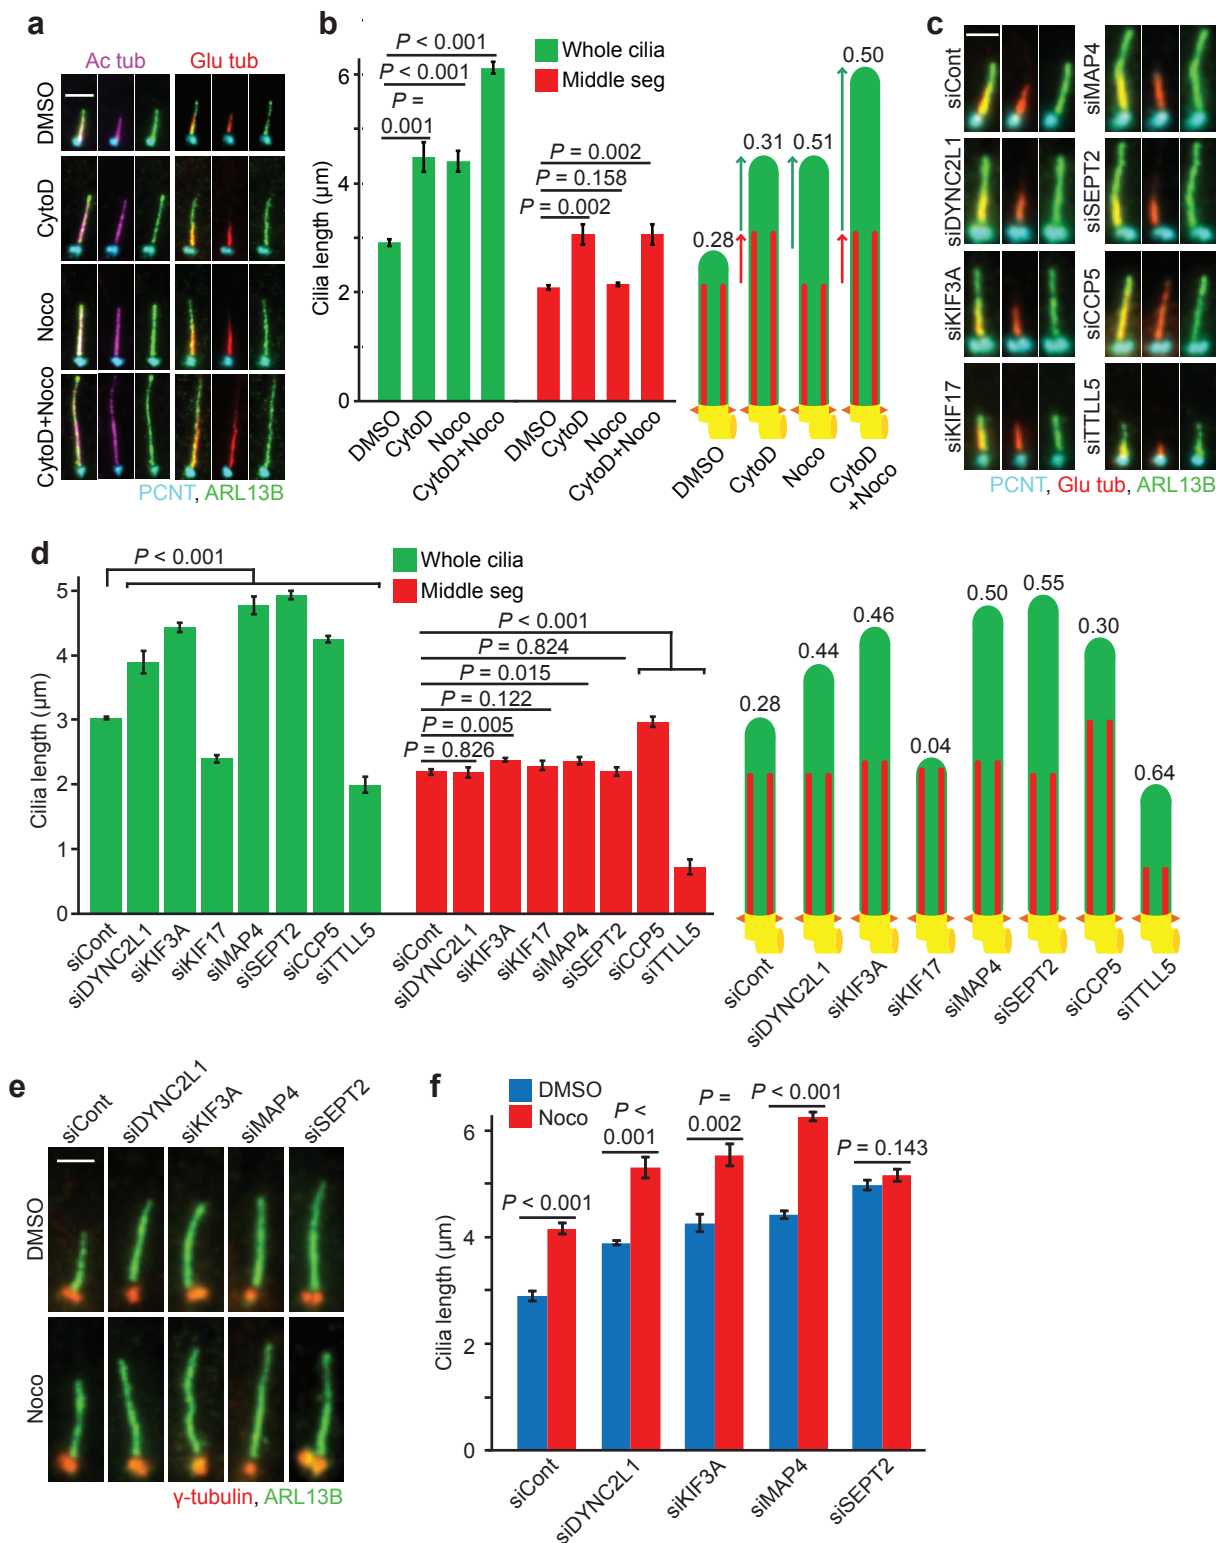 a
Ac tub
Glu tub
DMSO
CytoD
Noco
CytoD+Noco
PCNT, ARL13B
b
Whole cilia
Middle seg
P < 0.001
P < 0.001
P =
0.001
P = 0.002
P = 0.158
P = 0.002
Cilia length (µm)
6
4
2
0
DMSO
CytoD
Noco
CytoD+Noco
DMSO
CytoD
Noco
CytoD+Noco
0.28
0.31
0.51
0.50
DMSO
CytoD
Noco
CytoD
+Noco
c
siCont
siDYNC2L1
siKIF3A
siKIF17
siMAP4
siSEPT2
siCCP5
siTTLL5
PCNT, Glu tub, ARL13B
d
P < 0.001
Whole cilia
Middle seg
P < 0.001
P = 0.824
P = 0.015
P = 0.122
P = 0.005
P = 0.826
Cilia length (µm)
5
4
3
2
1
0
siCont
siDYNC2L1
siKIF3A
siKIF17
siMAP4
siSEPT2
siCCP5
siTTLL5
siCont
siDYNC2L1
siKIF3A
siKIF17
siMAP4
siSEPT2
siCCP5
siTTLL5
0.28
0.44
0.46
0.04
0.50
0.55
0.30
0.64
siCont
siDYNC2L1
siKIF3A
siKIF17
siMAP4
siSEPT2
siCCP5
siTTLL5
e
siCont
siDYNC2L1
siKIF3A
siMAP4
siSEPT2
DMSO
Noco
γ-tubulin, ARL13B
f
DMSO
Noco
P < 0.001
P <
0.001
P =
0.002
P < 0.001
P = 0.143
Cilia length (µm)
6
4
2
0
siCont
siDYNC2L1
siKIF3A
siMAP4
siSEPT2